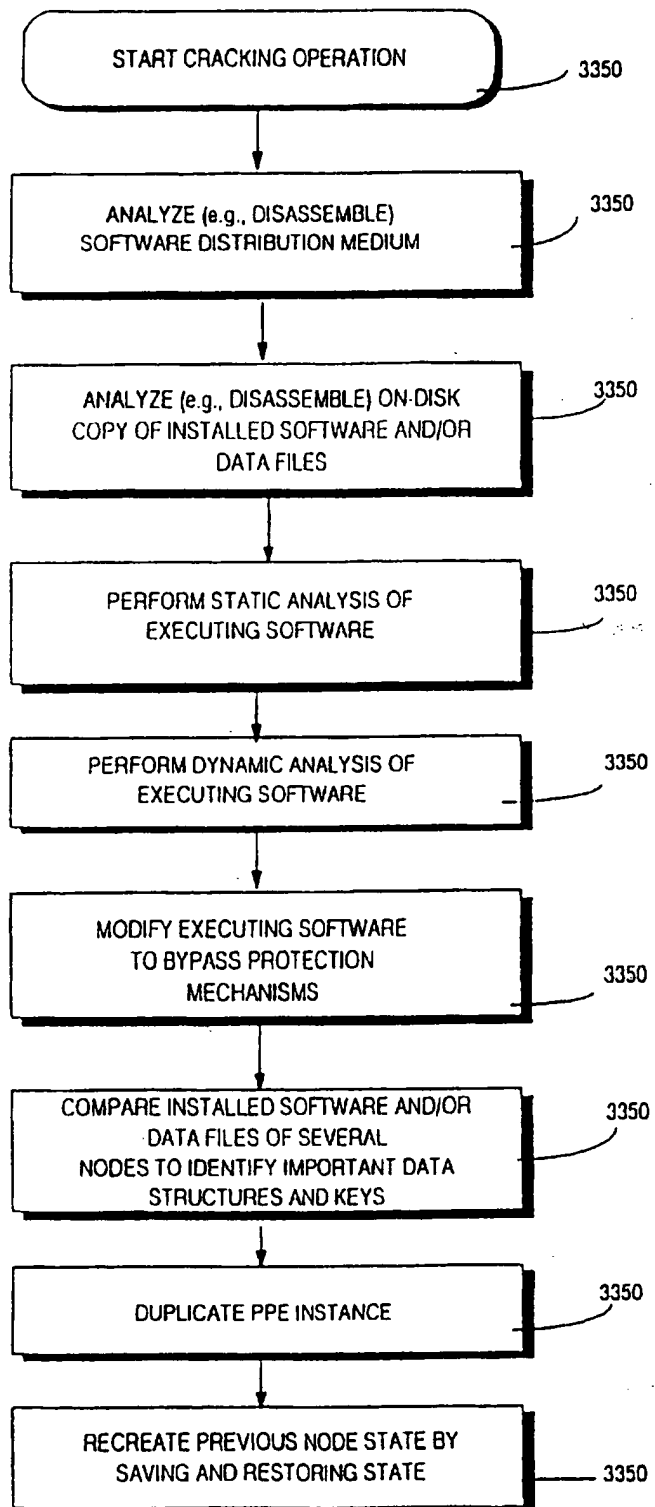 START CRACKING OPERATION
3350
ANALYZE (e.g., DISASSEMBLE)
SOFTWARE DISTRIBUTION MEDIUM
3350
ANALYZE (e.g., DISASSEMBLE) ON-DISK
COPY OF INSTALLED SOFTWARE AND/OR
DATA FILES
3350
PERFORM STATIC ANALYSIS OF
EXECUTING SOFTWARE
3350
PERFORM DYNAMIC ANALYSIS OF
EXECUTING SOFTWARE
3350
MODIFY EXECUTING SOFTWARE
TO BYPASS PROTECTION
MECHANISMS
3350
COMPARE INSTALLED SOFTWARE AND/OR
DATA FILES OF SEVERAL
NODES TO IDENTIFY IMPORTANT DATA
STRUCTURES AND KEYS
3350
DUPLICATE PPE INSTANCE
3350
RECREATE PREVIOUS NODE STATE BY
SAVING AND RESTORING STATE
3350